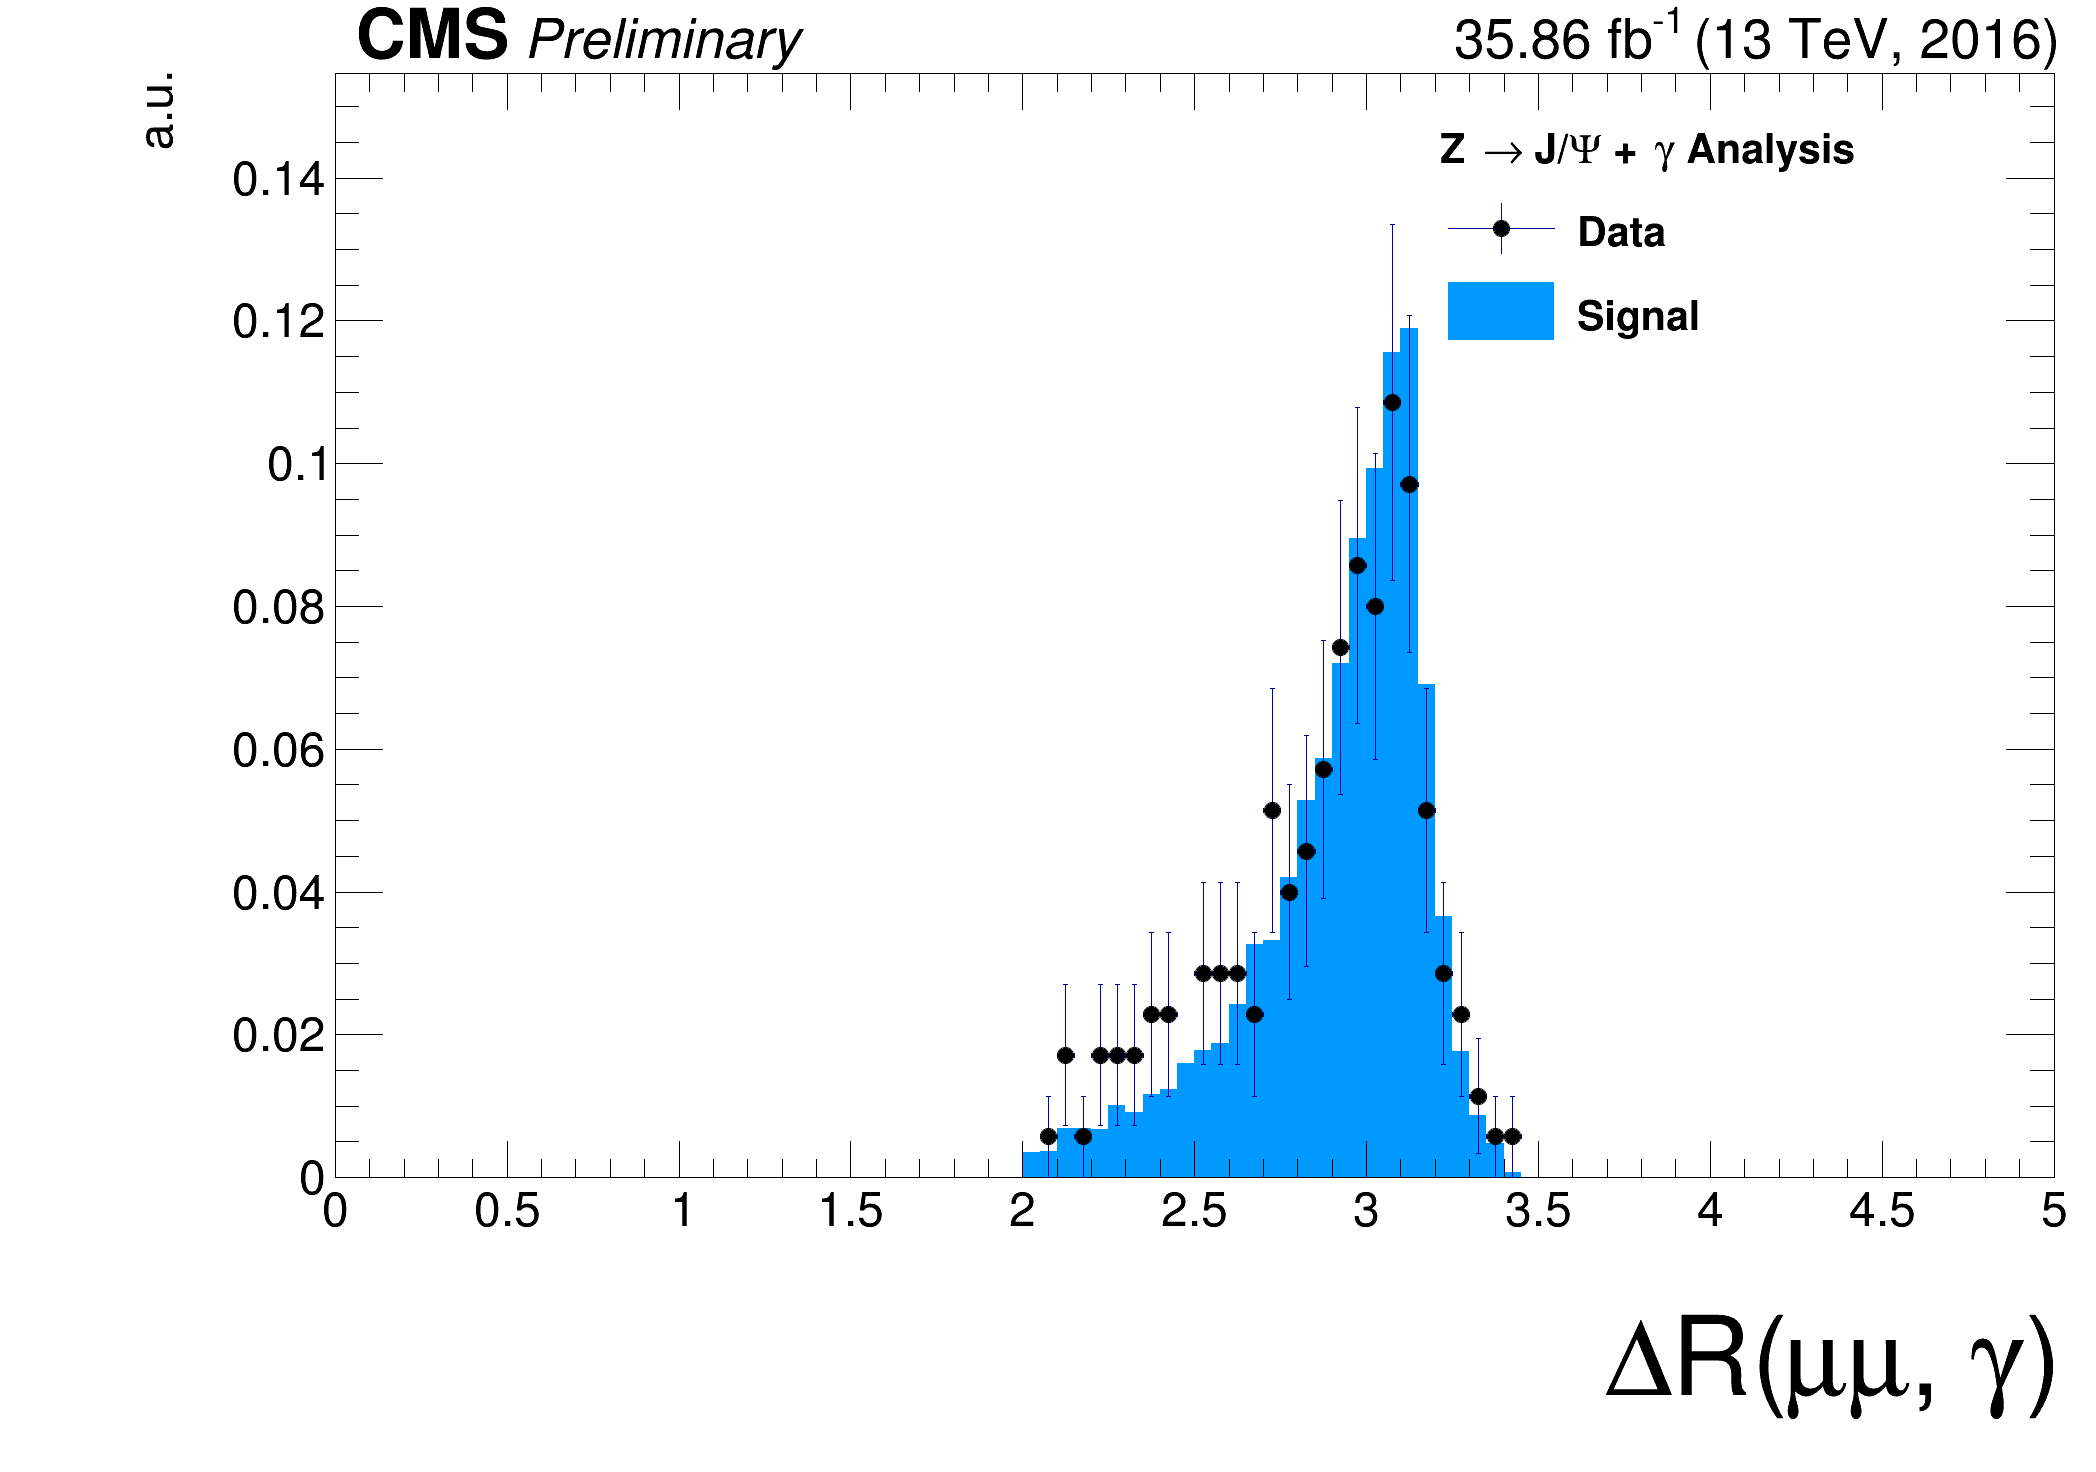 CMS Preliminary 35.86 fb⁻¹ (13 TeV, 2016)
a.u.
Z → J/Ψ + γ Analysis
Data
Signal
0.14
0.12
0.1
0.08
0.06
0.04
0.02
0
0 0.5 1 1.5 2 2.5 3 3.5 4 4.5 5
ΔR(μμ, γ)